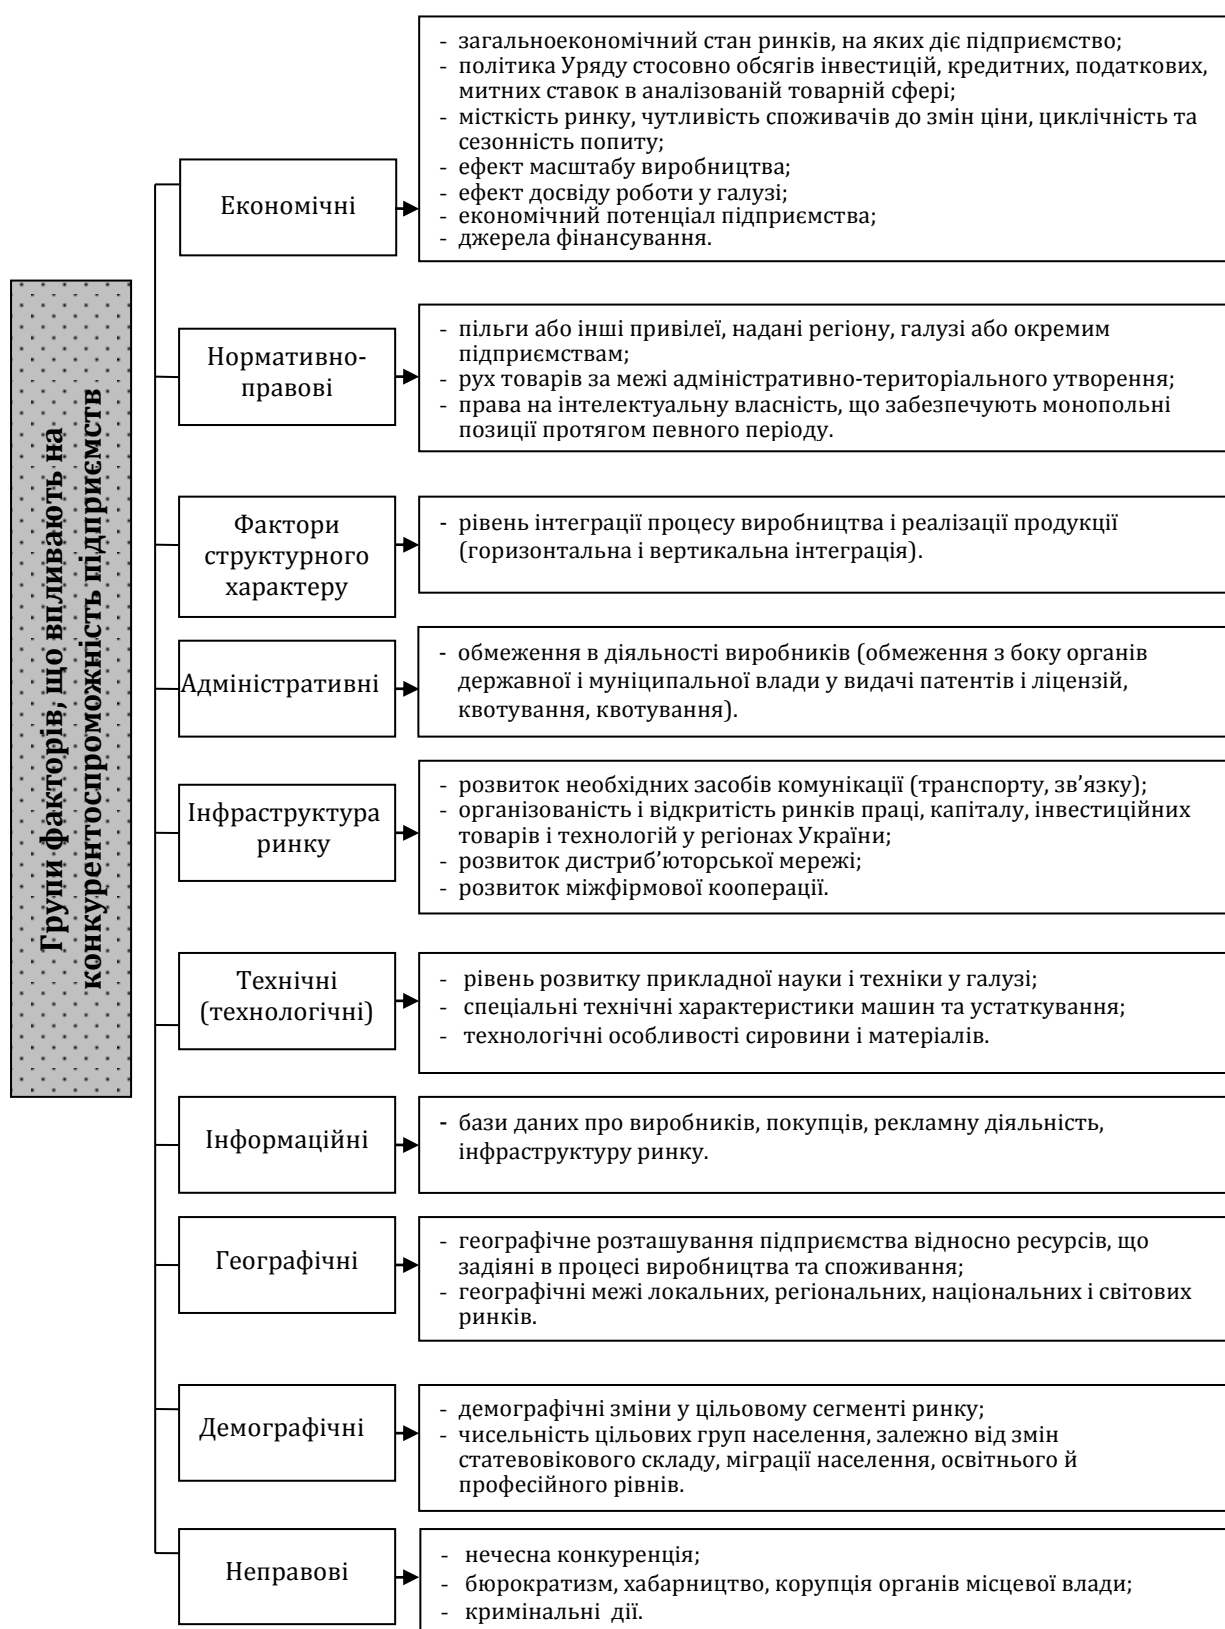 Групи факторів, що впливають на
конкурентоспроможність підприємств
Економічні
- загальноекономічний стан ринків, на яких діє підприємство;
- політика Уряду стосовно обсягів інвестицій, кредитних, податкових,
митних ставок в аналізованій товарній сфері;
- місткість ринку, чутливість споживачів до змін ціни, циклічність та
сезонність попиту;
- ефект масштабу виробництва;
- ефект досвіду роботи у галузі;
- економічний потенціал підприємства;
- джерела фінансування.
Нормативно-
правові
- пільги або інші привілеї, надані регіону, галузі або окремим
підприємствам;
- рух товарів за межі адміністративно-територіального утворення;
- права на інтелектуальну власність, що забезпечують монопольні
позиції протягом певного періоду.
Фактори
структурного
характеру
- рівень інтеграції процесу виробництва і реалізації продукції
(горизонтальна і вертикальна інтеграція).
Адміністративні
- обмеження в діяльності виробників (обмеження з боку органів
державної і муніципальної влади у видачі патентів і ліцензій,
квотування, квотування).
Інфраструктура
ринку
- розвиток необхідних засобів комунікації (транспорту, зв’язку);
- організованість і відкритість ринків праці, капіталу, інвестиційних
товарів і технологій у регіонах України;
- розвиток дистриб’юторської мережі;
- розвиток міжфірмової кооперації.
Технічні
(технологічні)
- рівень розвитку прикладної науки і техніки у галузі;
- спеціальні технічні характеристики машин та устаткування;
- технологічні особливості сировини і матеріалів.
Інформаційні
- бази даних про виробників, покупців, рекламну діяльність,
інфраструктуру ринку.
Географічні
- географічне розташування підприємства відносно ресурсів, що
задіяні в процесі виробництва та споживання;
- географічні межі локальних, регіональних, національних і світових
ринків.
Демографічні
- демографічні зміни у цільовому сегменті ринку;
- чисельність цільових груп населення, залежно від змін
статевовікового складу, міграції населення, освітнього й
професійного рівнів.
Неправові
- нечесна конкуренція;
- бюрократизм, хабарництво, корупція органів місцевої влади;
- кримінальні дії.